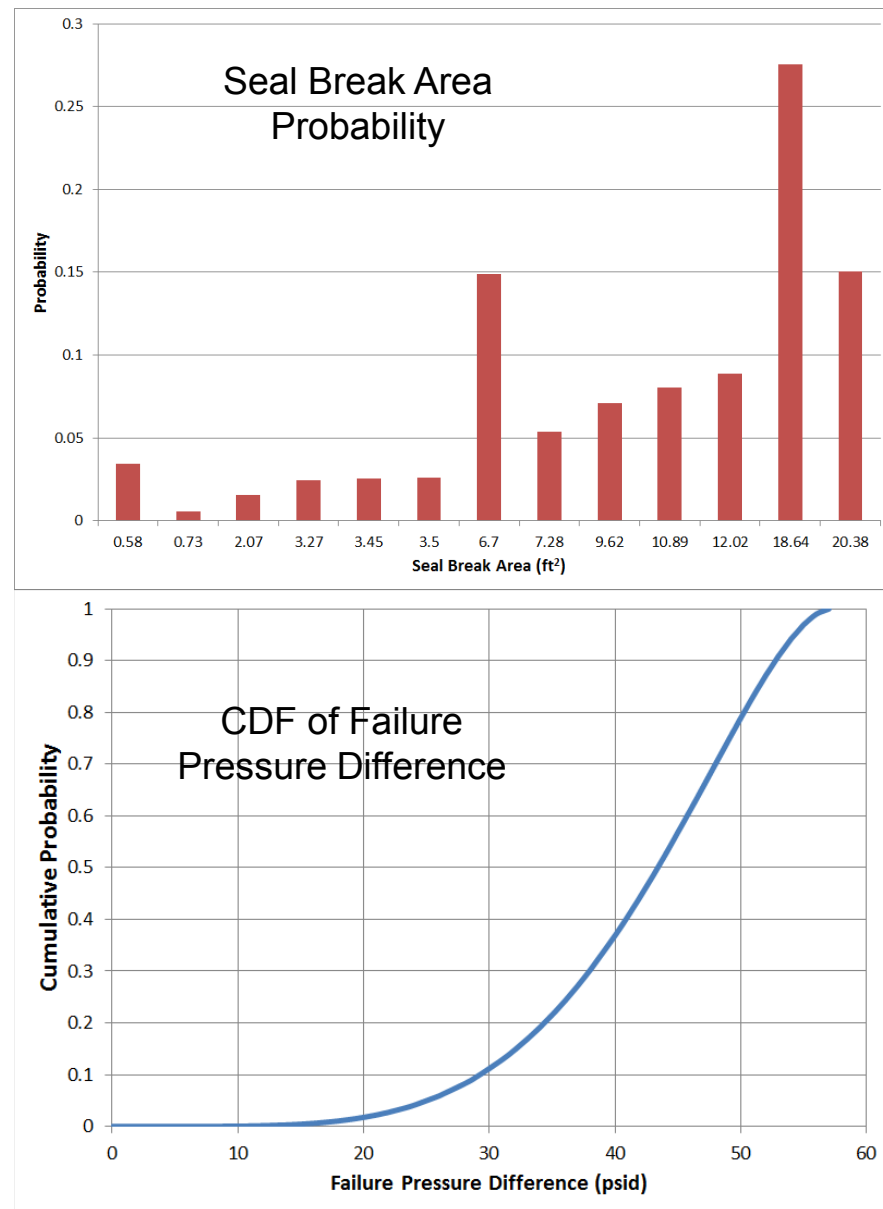 Seal Break Area
Probability
0.3
0.25
0.2
0.15
0.1
0.05
0
Probability
0.58 0.73 2.07 3.27 3.45 3.5 6.7 7.28 9.62 10.89 12.02 18.64 20.38
Seal Break Area (ft²)
CDF of Failure
Pressure Difference
1
0.9
0.8
0.7
0.6
0.5
0.4
0.3
0.2
0.1
0
Cumulative Probability
0 10 20 30 40 50 60
Failure Pressure Difference (psid)